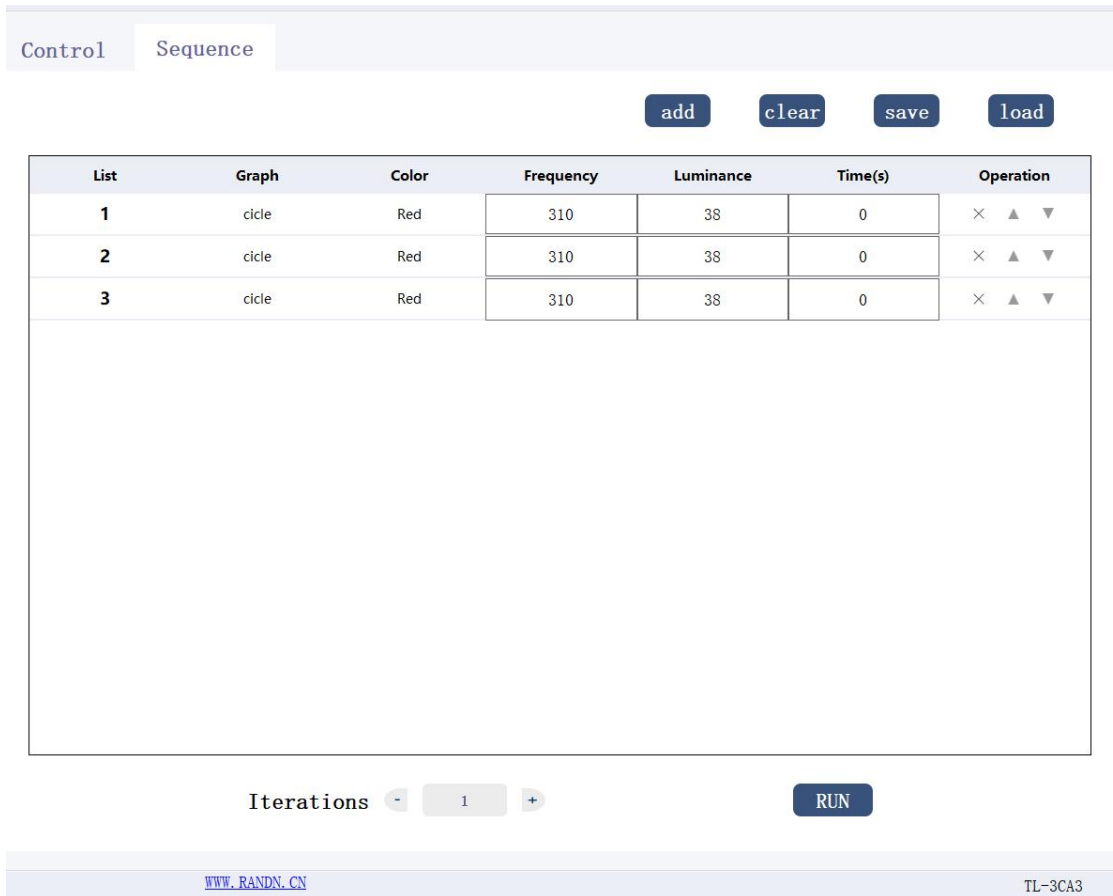 Control Sequence
add clear save load
List Graph Color Frequency Luminance Time(s) Operation
1 cicle Red 310 38 0 × ▲ ▼
2 cicle Red 310 38 0 × ▲ ▼
3 cicle Red 310 38 0 × ▲ ▼
Iterations - 1 + RUN
WWW.RANDN.CN TL-3CA3